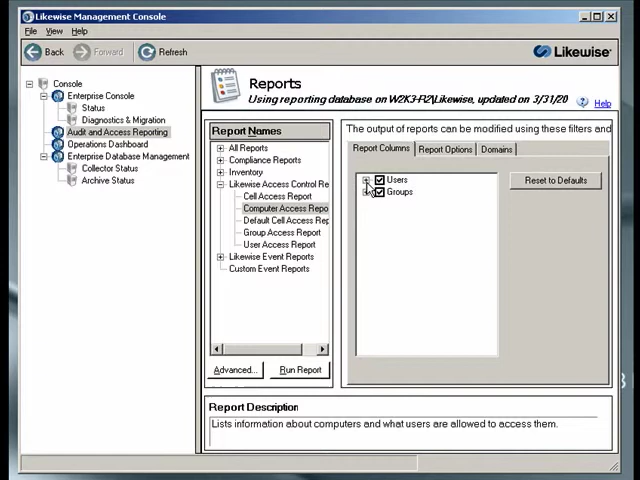 Likewise Management Console
File View Help
Back Forward Refresh Likewise
Console
Enterprise Console
Status
Diagnostics & Migration
Audit and Access Reporting
Operations Dashboard
Enterprise Database Management
Collector Status
Archive Status
Reports
Using reporting database on W2K3-R2\Likewise, updated on 3/31/20
Help
Report Names
All Reports
Compliance Reports
Inventory
Likewise Access Control Re
Cell Access Report
Computer Access Repo
Default Cell Access Rep
Group Access Report
User Access Report
Likewise Event Reports
Custom Event Reports
Advanced... Run Report
The output of reports can be modified using these filters and
Report Columns Report Options Domains
Users
Groups
Reset to Defaults
Report Description
Lists information about computers and what users are allowed to access them.